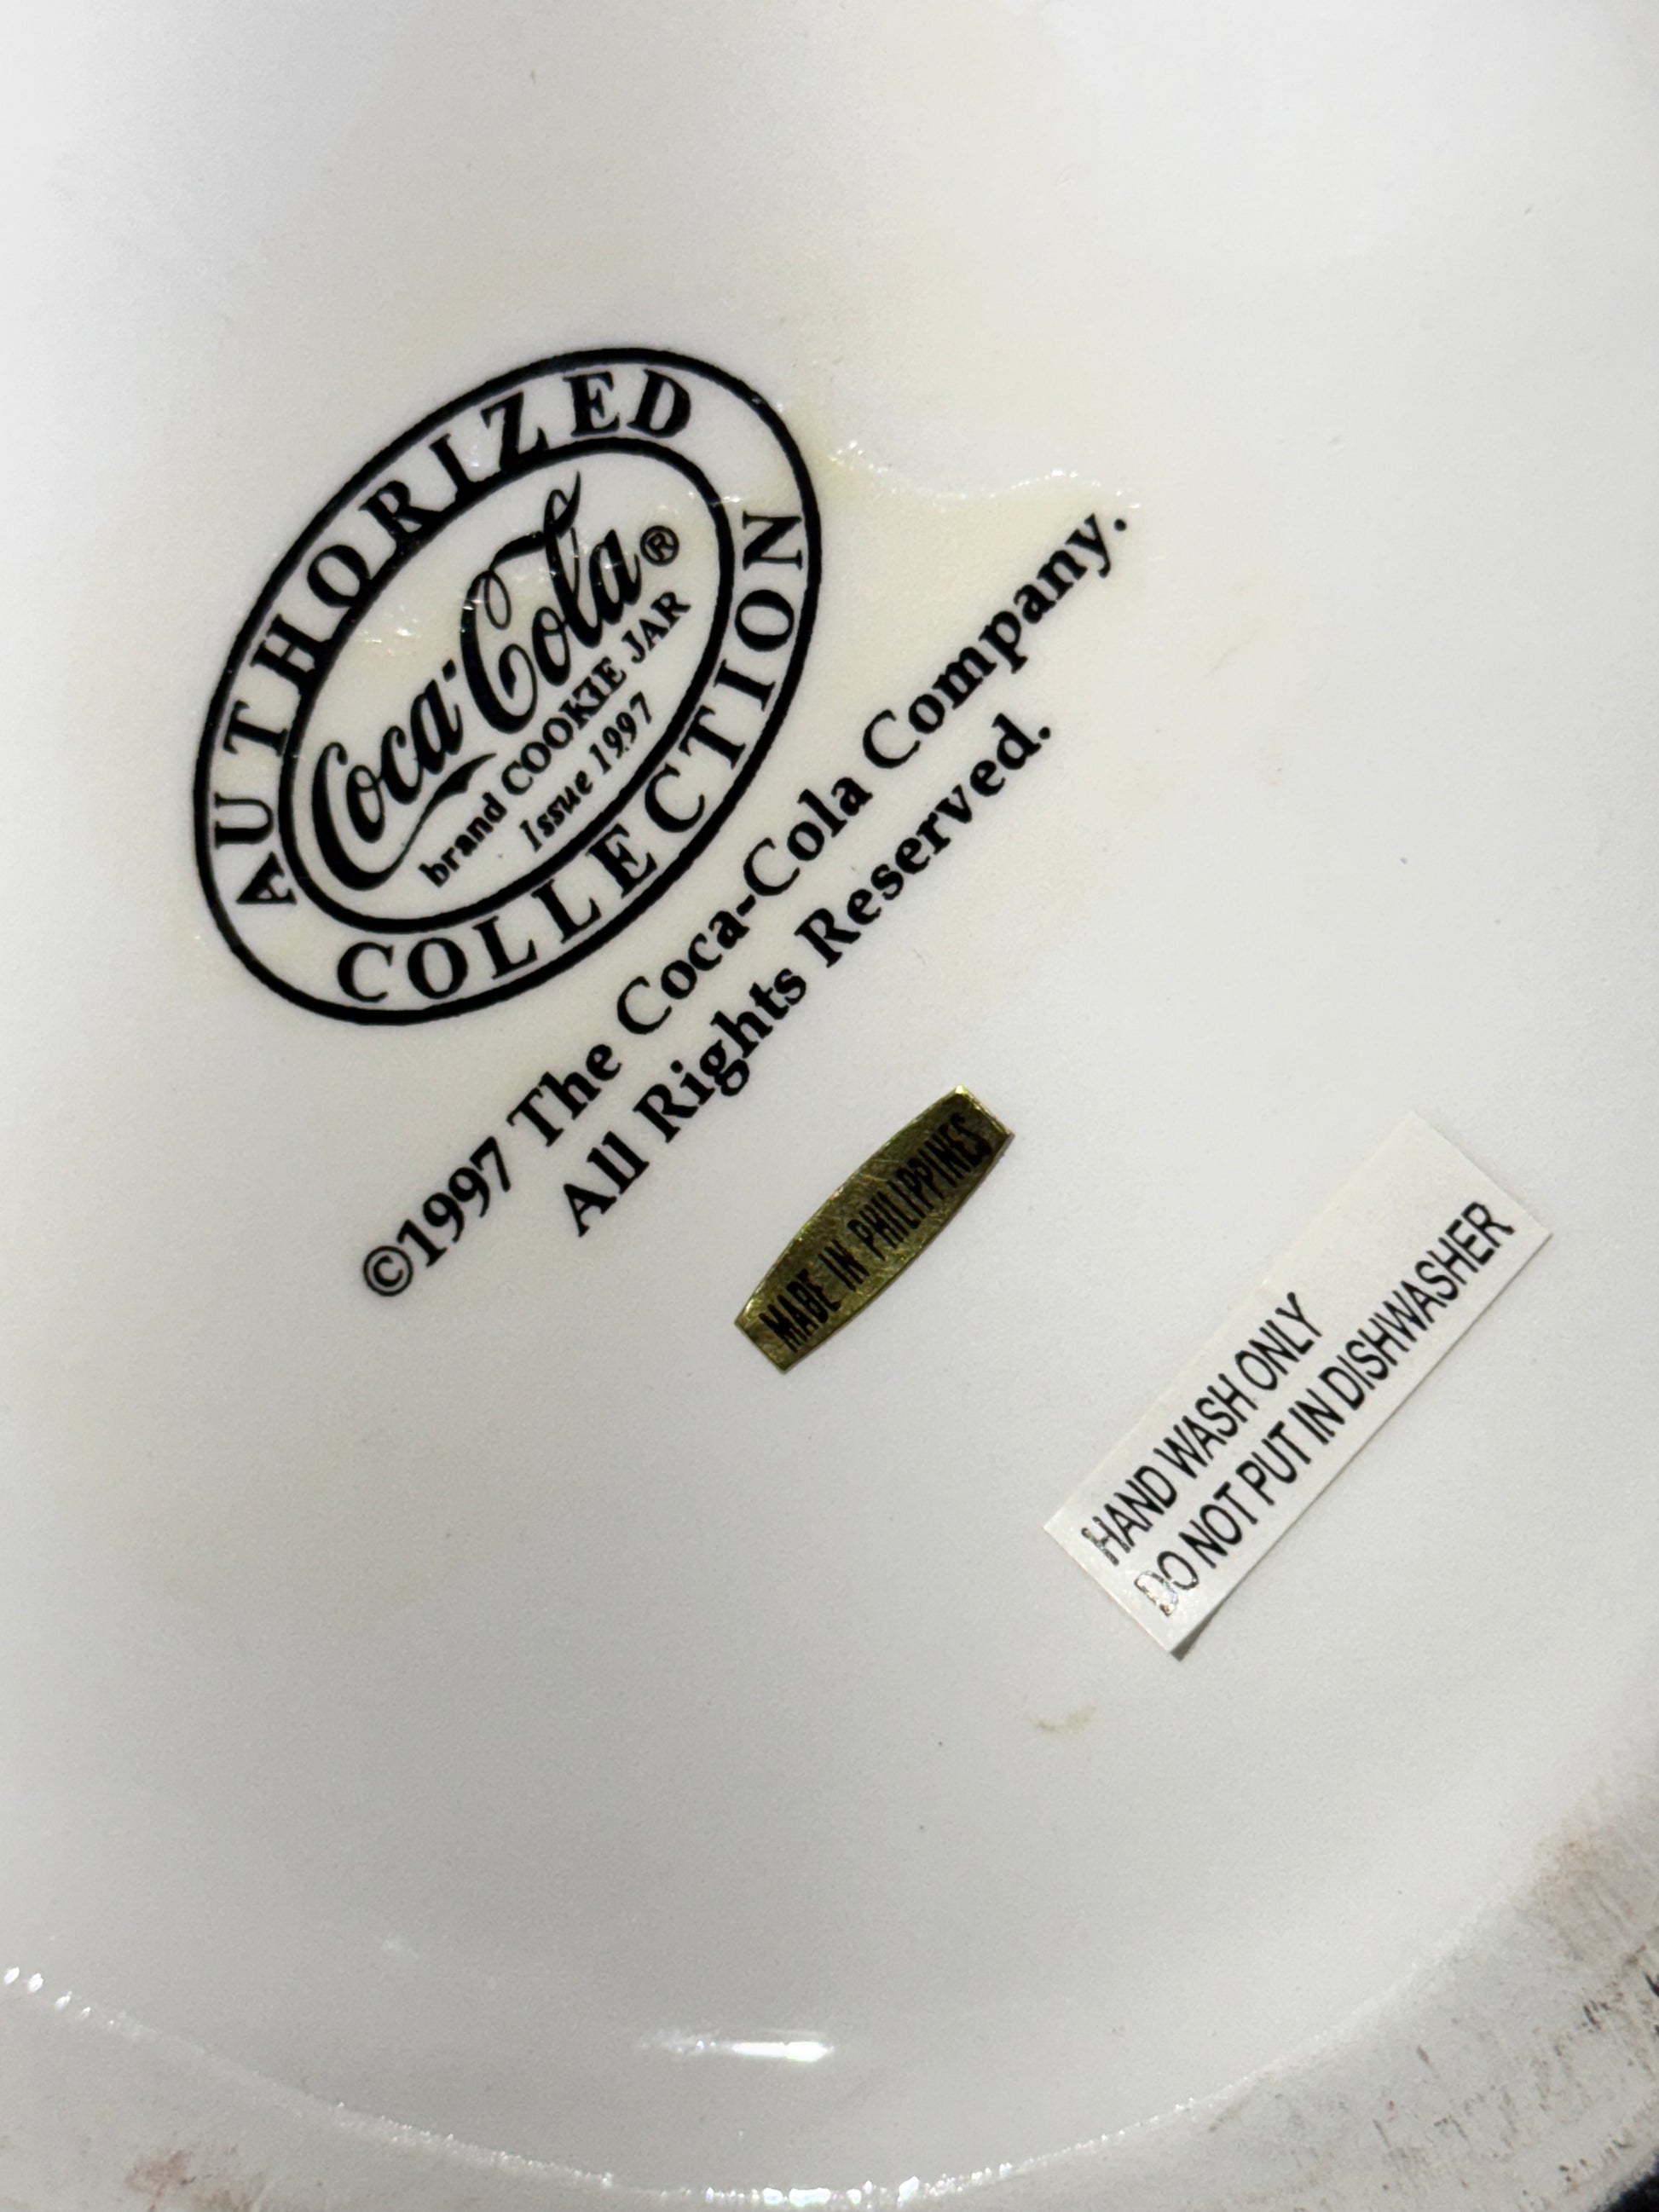 AUTHORIZED
Coca-Cola®
brand COOKIE JAR
Issue 1997
COLLECTION
©1997 The Coca-Cola Company.
All Rights Reserved.
MADE IN PHILIPPINES
HAND WASH ONLY
DO NOT PUT IN DISHWASHER